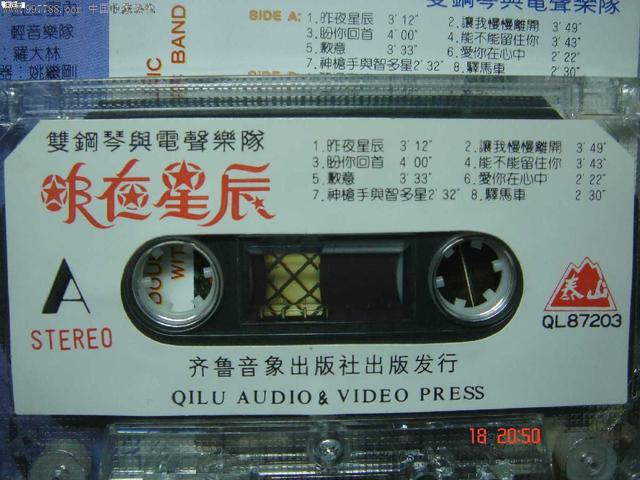 輕音樂隊
羅大林
器：姚繼剛
BAND
SIDE A:
雙鋼琴與電聲樂隊
1.昨夜星辰 3'12" 2.讓我慢慢離開 3'49"
3.盼你回首 4'00" 4.能不能留住你 3'43"
5.歉意 3'33" 6.愛你在心中 2'22"
7.神槍手與智多星2'32" 8.驛馬車 2'30"
雙鋼琴與電聲樂隊
昨夜星辰
1.昨夜星辰 3'12" 2.讓我慢慢離開 3'49"
3.盼你回首 4'00" 4.能不能留住你 3'43"
5.歉意 3'33" 6.愛你在心中 2'22"
7.神槍手與智多星2'32" 8.驛馬車 2'30"
A
STEREO
泰山
QL87203
齐鲁音象出版社出版发行
QILU AUDIO & VIDEO PRESS
18 20:50